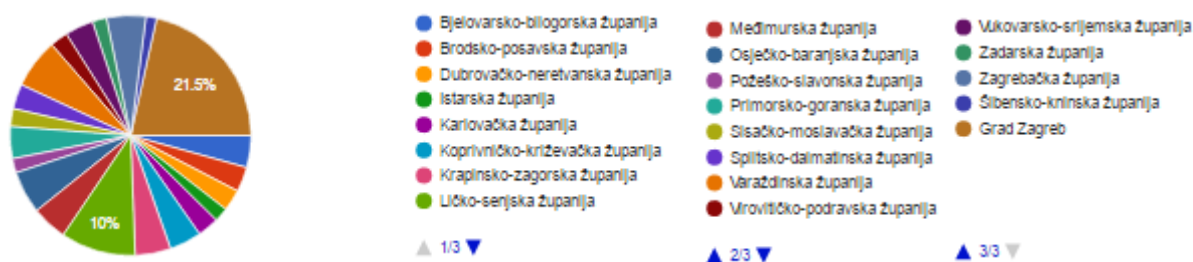 21.5%
10%
Bjelovarsko-bilogorska županija
Brodsko-posavska županija
Dubrovačko-neretvanska županija
Istarska županija
Karlovačka županija
Koprivničko-križevačka županija
Krapinsko-zagorska županija
Ličko-senjska županija
1/3
Međimurska županija
Osječko-baranjska županija
Požeško-slavonska županija
Primorsko-goranska županija
Sisačko-moslavačka županija
Splitsko-dalmatinska županija
Varaždinska županija
Virovitičko-podravska županija
2/3
Vukovarsko-srijemska županija
Zadarska županija
Zagrebačka županija
Šibensko-kninska županija
Grad Zagreb
3/3